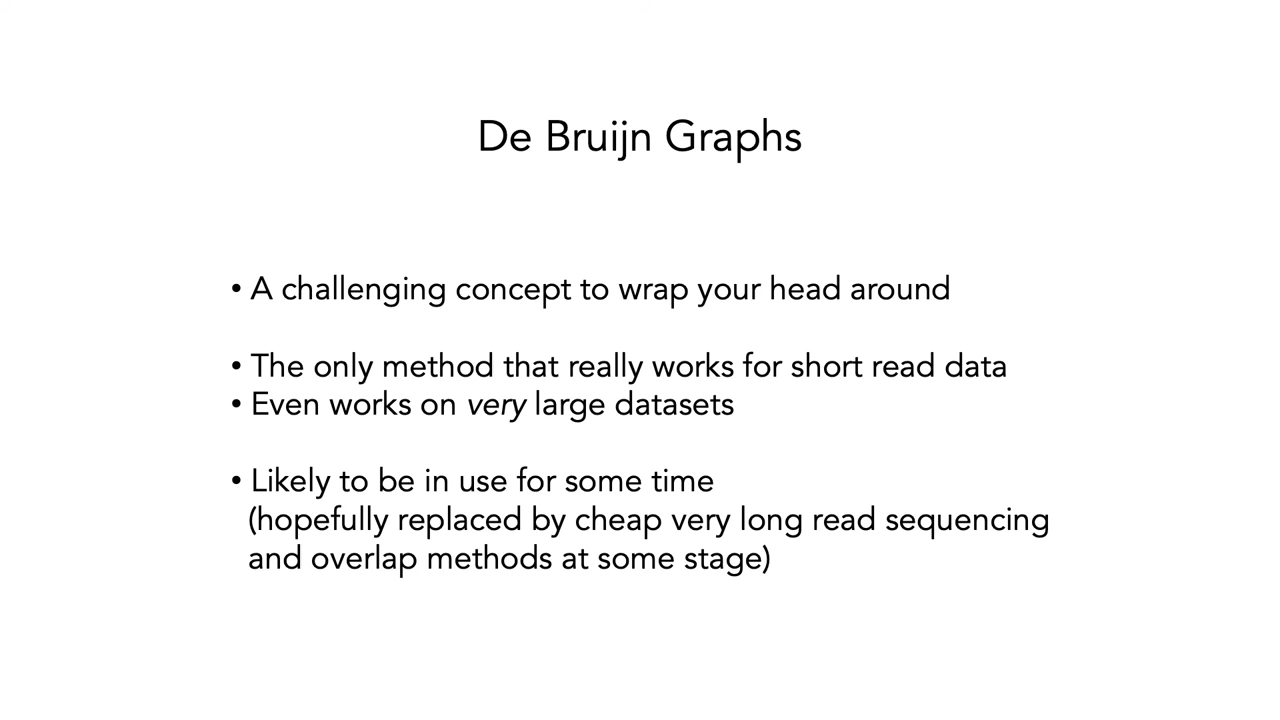 De Bruijn Graphs
• A challenging concept to wrap your head around
• The only method that really works for short read data
• Even works on very large datasets
• Likely to be in use for some time
(hopefully replaced by cheap very long read sequencing
and overlap methods at some stage)